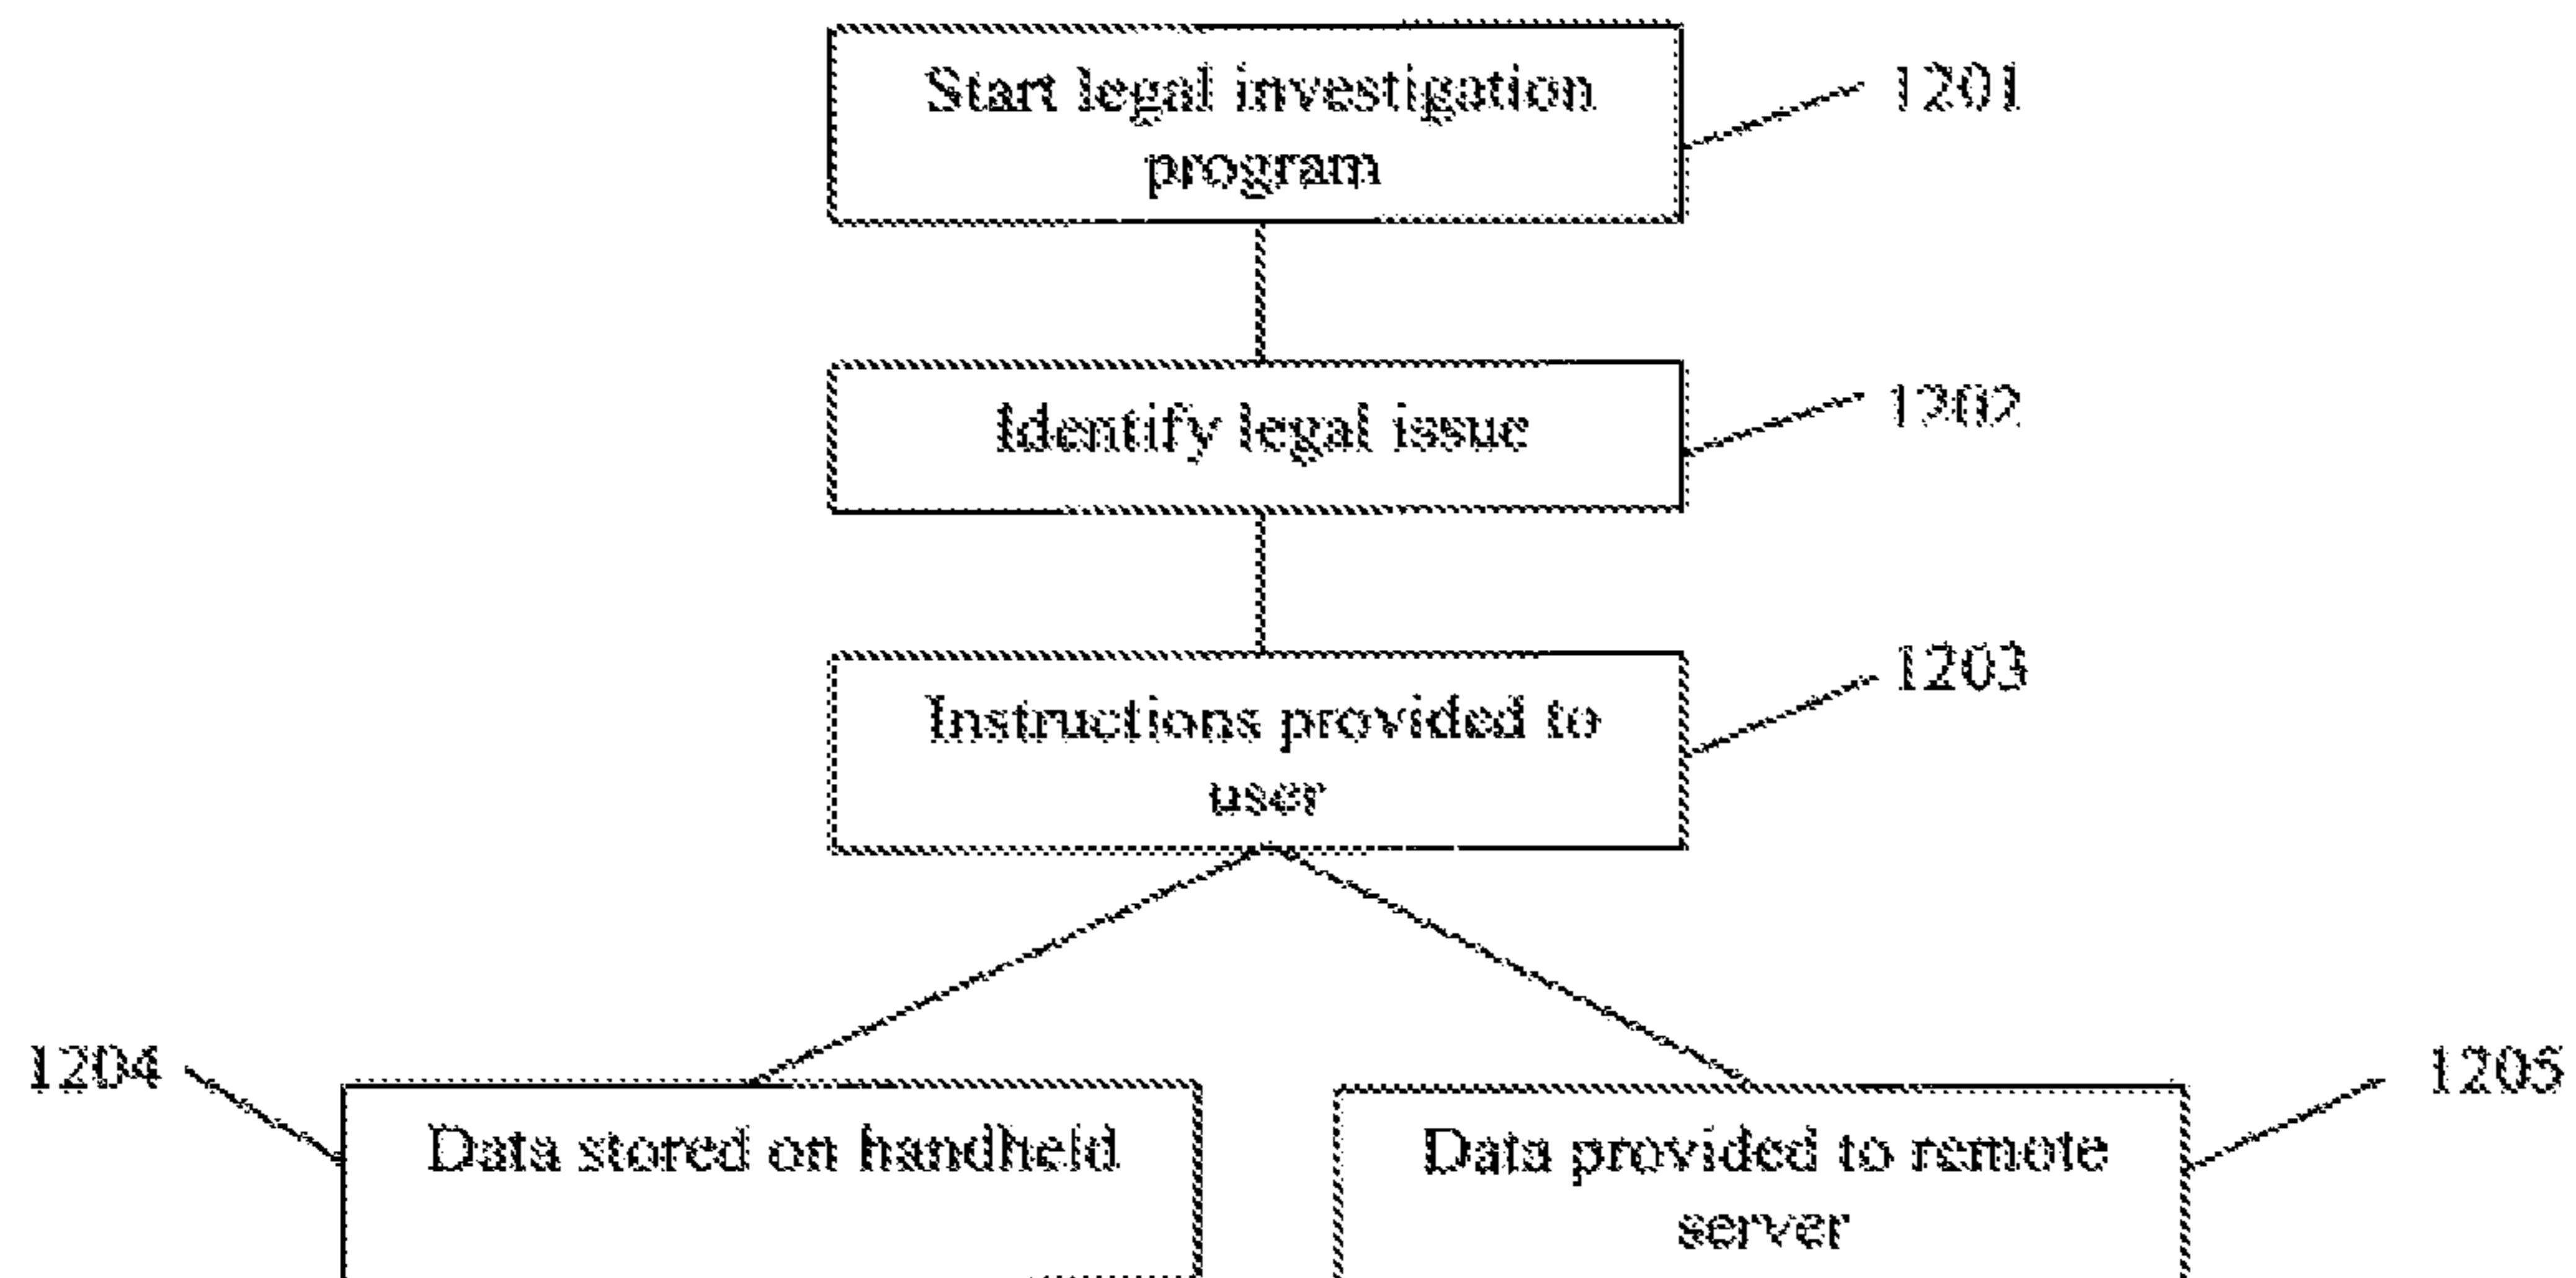 Start legal investigation
program
1201
Identify legal issue
1202
Instructions provided to
user
1203
1204
Data stored on handheld
Data provided to remote
server
1205